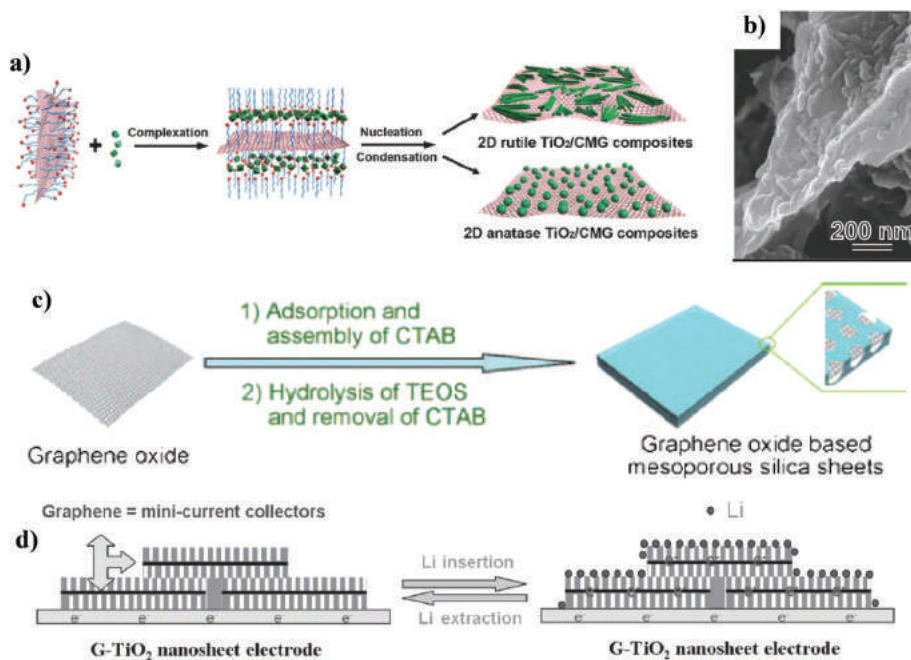 a)
+
Complexation
Nucleation
Condensation
2D rutile TiO₂/CMG composites
2D anatase TiO₂/CMG composites
b)
200 nm
c)
1) Adsorption and
assembly of CTAB
2) Hydrolysis of TEOS
and removal of CTAB
Graphene oxide
Graphene oxide based
mesoporous silica sheets
Graphene = mini-current collectors
Li
d)
Li insertion
Li extraction
e⁻ e⁻ e⁻ e⁻ e⁻
e⁻ e⁻ e⁻ e⁻ e⁻
G-TiO₂ nanosheet electrode
G-TiO₂ nanosheet electrode